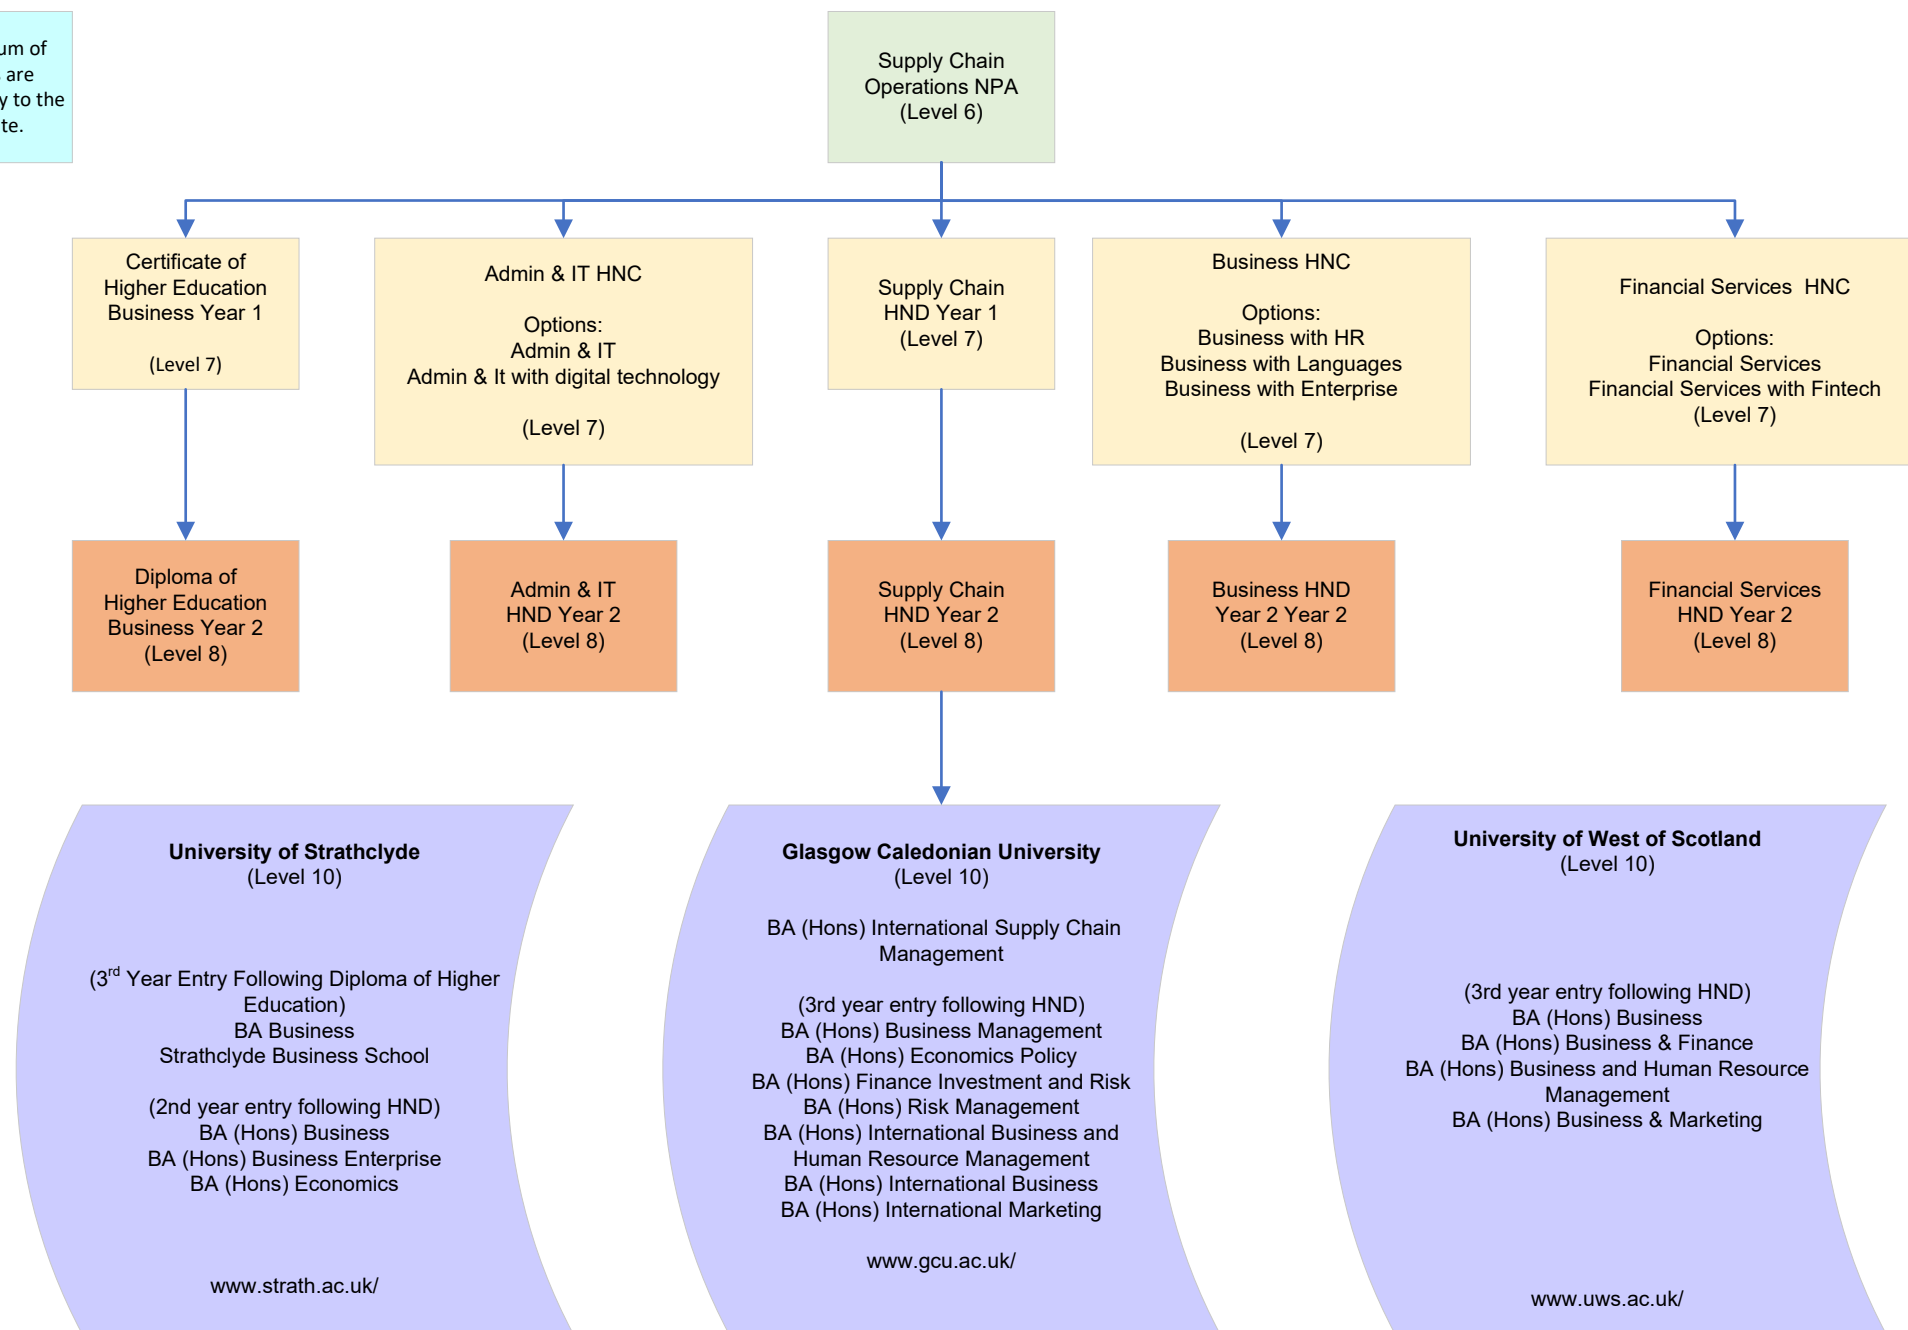 um of
are
y to the
te.
Supply Chain
Operations NPA
(Level 6)
Certificate of
Higher Education
Business Year 1
(Level 7)
Admin & IT HNC
Options:
Admin & IT
Admin & It with digital technology
(Level 7)
Supply Chain
HND Year 1
(Level 7)
Business HNC
Options:
Business with HR
Business with Languages
Business with Enterprise
(Level 7)
Financial Services  HNC
Options:
Financial Services
Financial Services with Fintech
(Level 7)
Diploma of
Higher Education
Business Year 2
(Level 8)
Admin & IT
HND Year 2
(Level 8)
Supply Chain
HND Year 2
(Level 8)
Business HND
Year 2 Year 2
(Level 8)
Financial Services
HND Year 2
(Level 8)
University of Strathclyde
(Level 10)
(3rd Year Entry Following Diploma of Higher
Education)
BA Business
Strathclyde Business School
(2nd year entry following HND)
BA (Hons) Business
BA (Hons) Business Enterprise
BA (Hons) Economics
www.strath.ac.uk/
Glasgow Caledonian University
(Level 10)
BA (Hons) International Supply Chain
Management
(3rd year entry following HND)
BA (Hons) Business Management
BA (Hons) Economics Policy
BA (Hons) Finance Investment and Risk
BA (Hons) Risk Management
BA (Hons) International Business and
Human Resource Management
BA (Hons) International Business
BA (Hons) International Marketing
www.gcu.ac.uk/
University of West of Scotland
(Level 10)
(3rd year entry following HND)
BA (Hons) Business
BA (Hons) Business & Finance
BA (Hons) Business and Human Resource
Management
BA (Hons) Business & Marketing
www.uws.ac.uk/